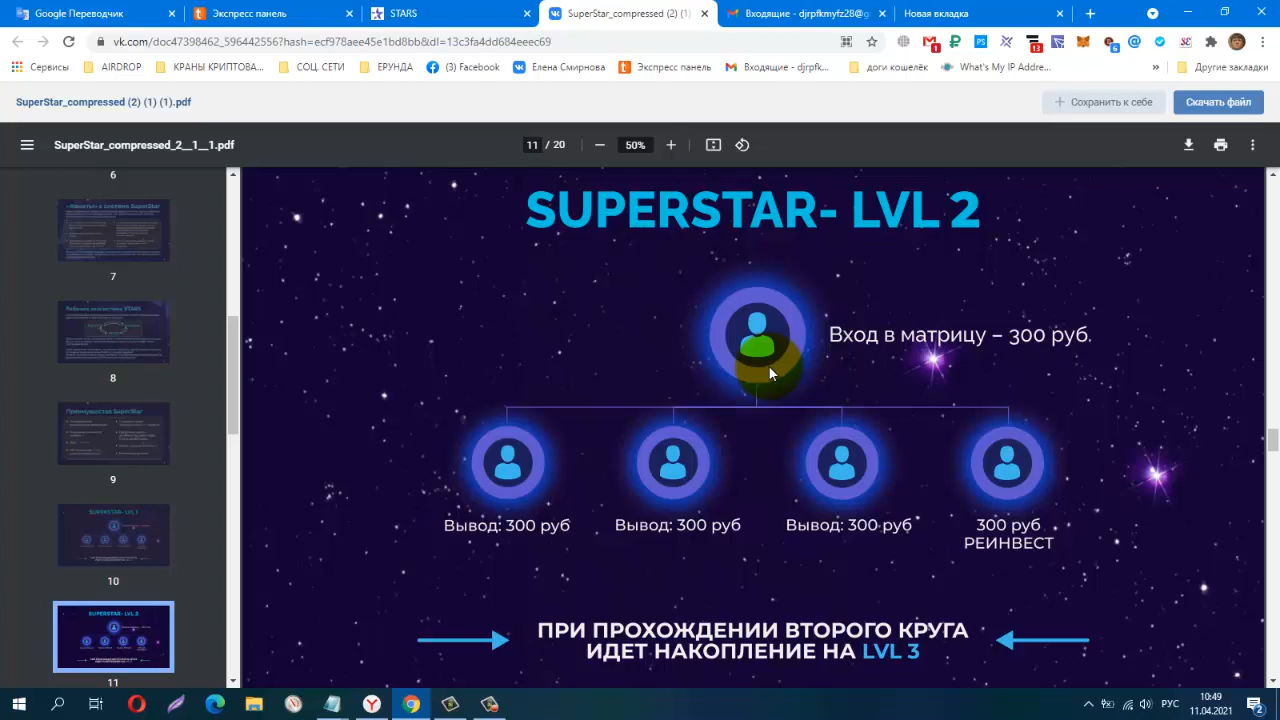 Google Переводчик
Экспресс панель
STARS
SuperStar_compressed (2) (1)
Входящие - djrpfkmyfz28@g
Новая вкладка
vk.com/doc47398462_596442556?hash=ecf978aee45e1bd8bb&dl=13c3fa4dd684eeec69
Сервисы
AIRDROP
КРАНЫ КРИПТОВА...
СОЦ. СЕТИ
ЕРУНДА
(3) Facebook
Елена Смирнова
Экспресс панель
Входящие - djrpfk...
доги кошелёк
What's My IP Addre...
»
Другие закладки
SuperStar_compressed (2) (1) (1).pdf
Сохранить к себе
Скачать файл
SuperStar_compressed_2__1__1.pdf
11 / 20
50%
6
7
8
9
10
SUPERSTAR- LVL 2
11
SUPERSTAR- LVL 2
Вход в матрицу – 300 руб.
Вывод: 300 руб
Вывод: 300 руб
Вывод: 300 руб
300 руб
РЕИНВЕСТ
ПРИ ПРОХОЖДЕНИИ ВТОРОГО КРУГА
ИДЕТ НАКОПЛЕНИЕ НА LVL 3
РУС
10:49
11.04.2021